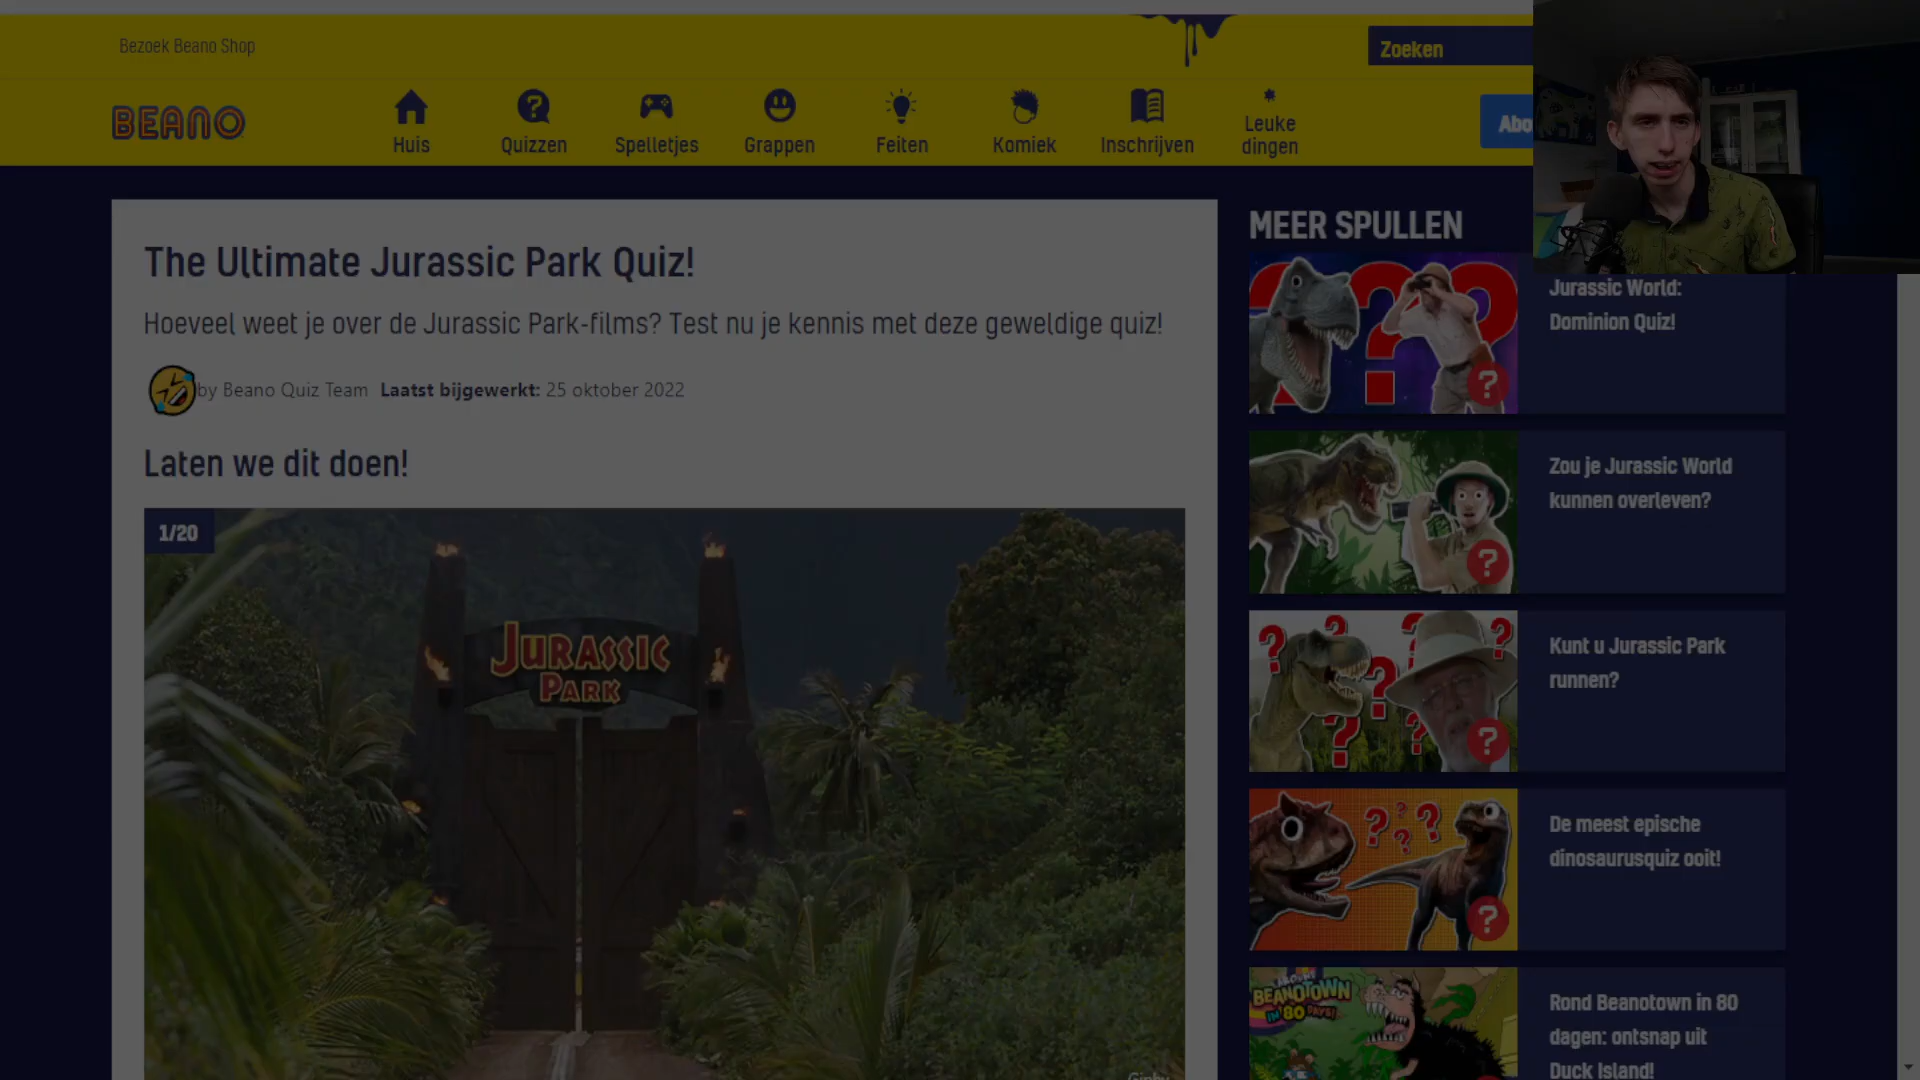 Bezoek Beano Shop
Zoeken
BEANO
Huis
Quizzen
Spelletjes
Grappen
Feiten
Komiek
Inschrijven
Leuke
dingen
Abo
The Ultimate Jurassic Park Quiz!
Hoeveel weet je over de Jurassic Park-films? Test nu je kennis met deze geweldige quiz!
by Beano Quiz Team Laatst bijgewerkt: 25 oktober 2022
Laten we dit doen!
1/20
JURASSIC
PARK
MEER SPULLEN
Jurassic World:
Dominion Quiz!
Zou je Jurassic World
kunnen overleven?
Kunt u Jurassic Park
runnen?
De meest epische
dinosaurusquiz ooit!
BEANOTOWN
IN 80 DAYS!
Rond Beanotown in 80
dagen: ontsnap uit
Duck Island!